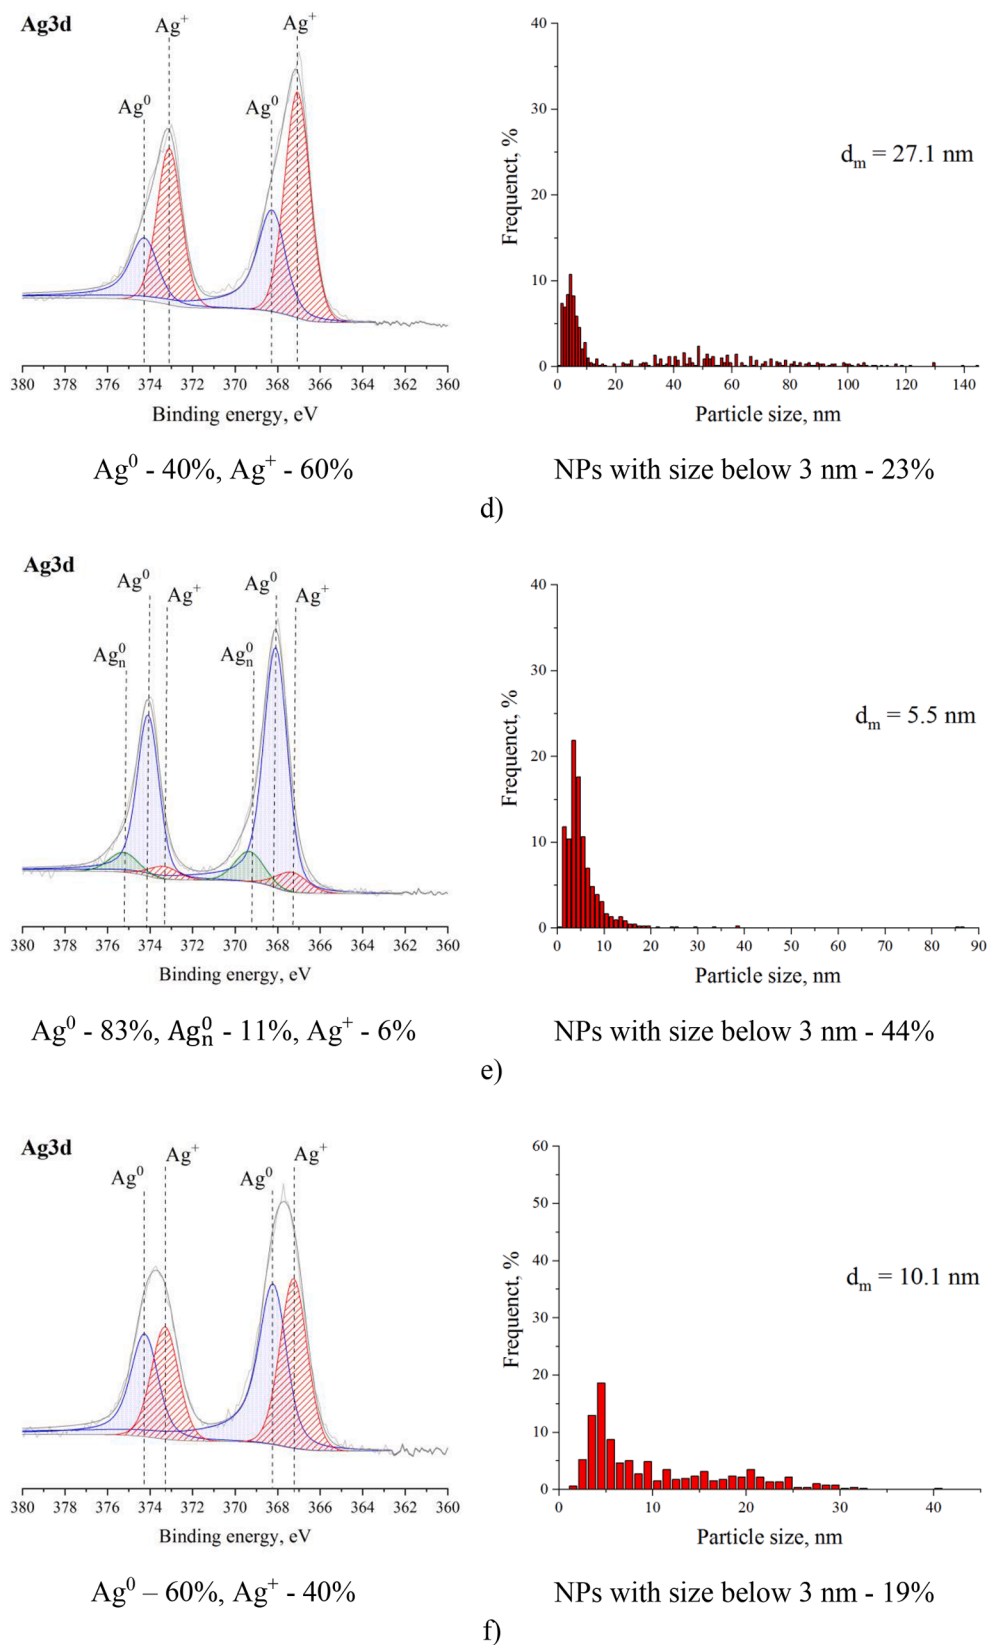 Ag3d
Ag⁺
Ag⁺
Ag⁰
Ag⁰
380 378 376 374 372 370 368 366 364 362 360
Binding energy, eV
40
30
20
10
0
Frequenct, %
dₘ = 27.1 nm
0 20 40 60 80 100 120 140
Particle size, nm
Ag⁰ - 40%, Ag⁺ - 60%
NPs with size below 3 nm - 23%
d)
Ag3d
Ag⁰
Ag⁺
Ag⁰
Ag⁺
Agₙ⁰
Agₙ⁰
380 378 376 374 372 370 368 366 364 362 360
Binding energy, eV
40
30
20
10
0
Frequenct, %
dₘ = 5.5 nm
0 10 20 30 40 50 60 70 80 90
Particle size, nm
Ag⁰ - 83%, Agₙ⁰ - 11%, Ag⁺ - 6%
NPs with size below 3 nm - 44%
e)
Ag3d
Ag⁺
Ag⁺
Ag⁰
Ag⁰
380 378 376 374 372 370 368 366 364 362 360
Binding energy, eV
60
50
40
30
20
10
0
Frequenct, %
dₘ = 10.1 nm
0 10 20 30 40
Particle size, nm
Ag⁰ – 60%, Ag⁺ - 40%
NPs with size below 3 nm - 19%
f)